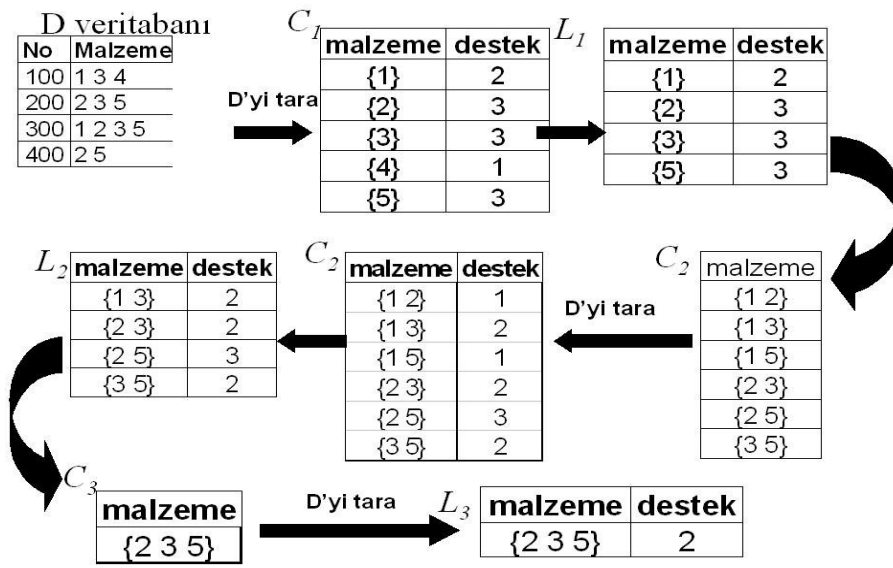 D veritabanı
No Malzeme
100 1 3 4
200 2 3 5
300 1 2 3 5
400 2 5
D'yi tara
C1
malzeme destek
{1} 2
{2} 3
{3} 3
{4} 1
{5} 3
L1
malzeme destek
{1} 2
{2} 3
{3} 3
{5} 3
C2
malzeme
{1 2}
{1 3}
{1 5}
{2 3}
{2 5}
{3 5}
D'yi tara
C2
malzeme destek
{1 2} 1
{1 3} 2
{1 5} 1
{2 3} 2
{2 5} 3
{3 5} 2
L2
malzeme destek
{1 3} 2
{2 3} 2
{2 5} 3
{3 5} 2
C3
malzeme
{2 3 5}
D'yi tara
L3
malzeme destek
{2 3 5} 2